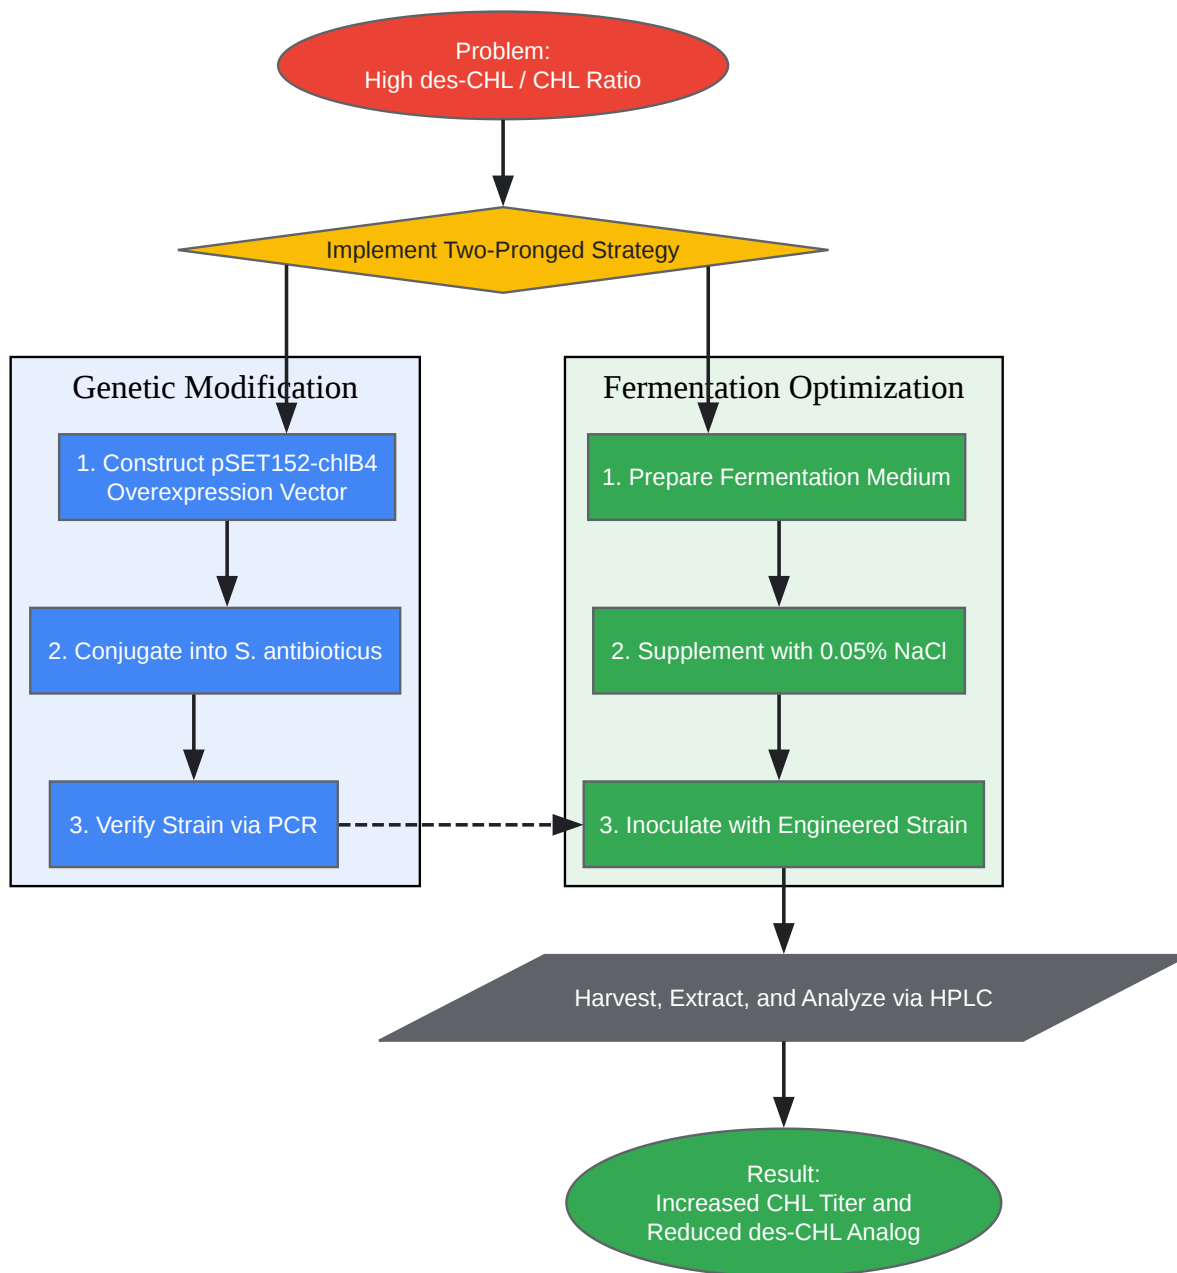 Problem:
High des-CHL / CHL Ratio
Implement Two-Pronged Strategy
Genetic Modification
1. Construct pSET152-chlB4
Overexpression Vector
2. Conjugate into S. antibioticus
3. Verify Strain via PCR
Fermentation Optimization
1. Prepare Fermentation Medium
2. Supplement with 0.05% NaCl
3. Inoculate with Engineered Strain
Harvest, Extract, and Analyze via HPLC
Result:
Increased CHL Titer and
Reduced des-CHL Analog